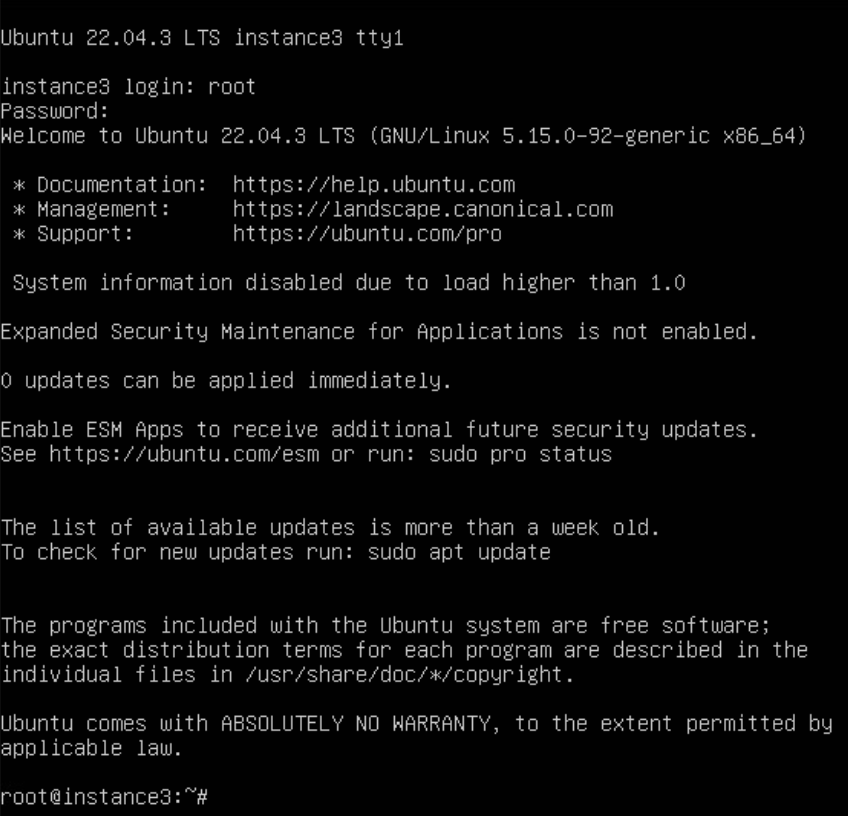 Ubuntu 22.04.3 LTS instance3 tty1
instance3 login: root
Password:
Welcome to Ubuntu 22.04.3 LTS (GNU/Linux 5.15.0-92-generic x86_64)
* Documentation:  https://help.ubuntu.com
* Management:     https://landscape.canonical.com
* Support:        https://ubuntu.com/pro
System information disabled due to load higher than 1.0
Expanded Security Maintenance for Applications is not enabled.
0 updates can be applied immediately.
Enable ESM Apps to receive additional future security updates.
See https://ubuntu.com/esm or run: sudo pro status
The list of available updates is more than a week old.
To check for new updates run: sudo apt update
The programs included with the Ubuntu system are free software;
the exact distribution terms for each program are described in the
individual files in /usr/share/doc/*/copyright.
Ubuntu comes with ABSOLUTELY NO WARRANTY, to the extent permitted by
applicable law.
root@instance3:~#